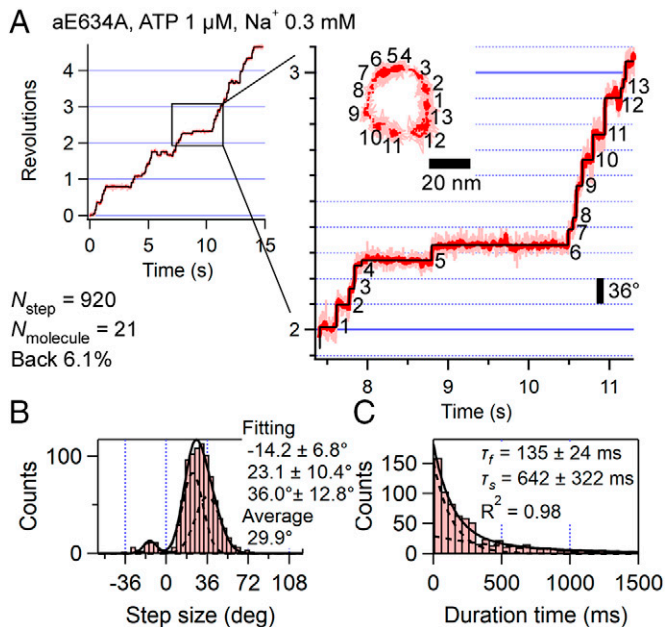 A
aE634A, ATP 1 μM, Na⁺ 0.3 mM
Revolutions
4
3
2
1
0
0 5 10 15
Time (s)
N_step = 920
N_molecule = 21
Back 6.1%
3
2
6 5 4 3
7 2
8 1
9 13
10 11 12
20 nm
1
2
3
4
5
6
7
8
9
10
11
12
13
36°
8 9 10 11
Time (s)
B
Counts
100
0
Fitting
-14.2 ± 6.8°
23.1 ± 10.4°
36.0°± 12.8°
Average
29.9°
-36 0 36 72 108
Step size (deg)
C
Counts
150
100
50
0
τ_f = 135 ± 24 ms
τ_s = 642 ± 322 ms
R² = 0.98
0 500 1000 1500
Duration time (ms)